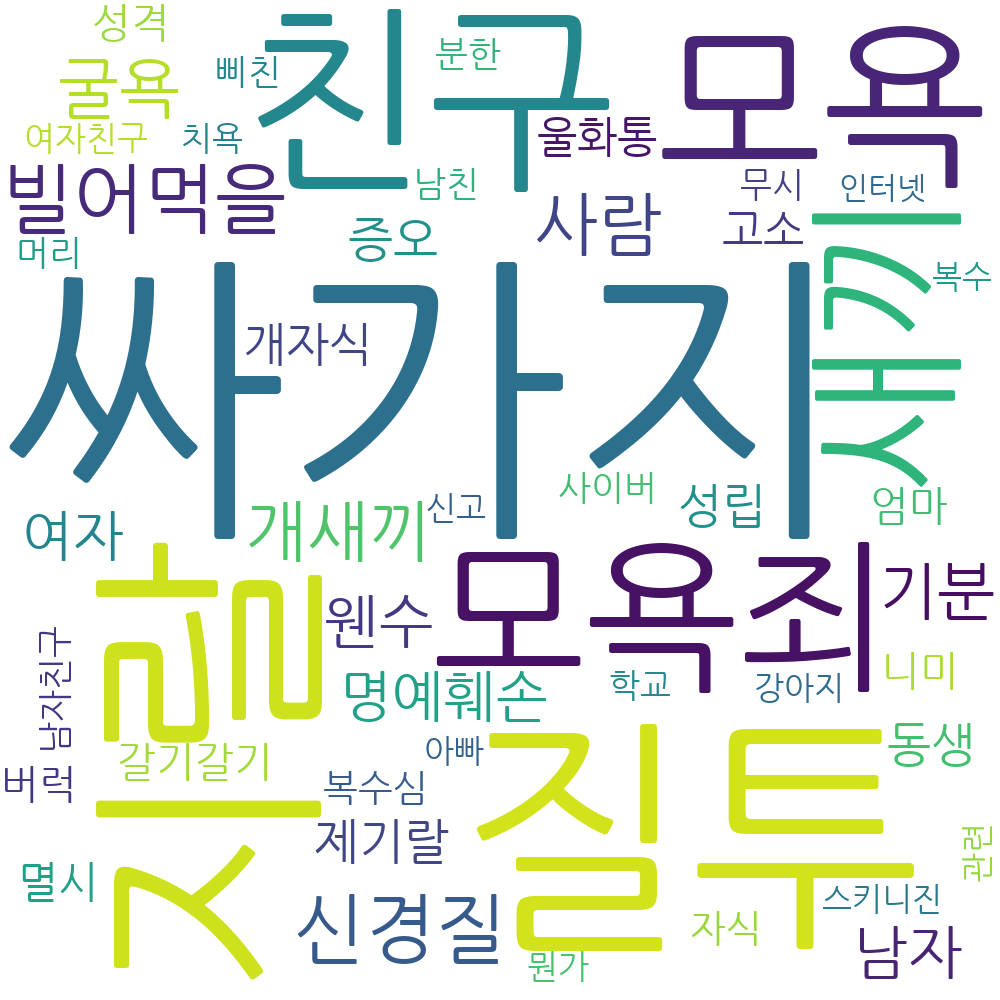 성격
친구
모욕
굴욕
삐친
분한
여자친구
치욕
울화통
빌어먹을
남친
사람
무시
인터넷
고소
새기
머리
증오
복수
싸가지
개자식
여자
개새끼
신고
사이버
성립
엄마
지랄
웬수
모욕죄
기분
남자친구
명예훼손
학교
강아지
니미
버럭
갈기갈기
아빠
질투
동생
복수심
제기랄
멸시
신경질
관련
스키니진
자식
남자
뭔가